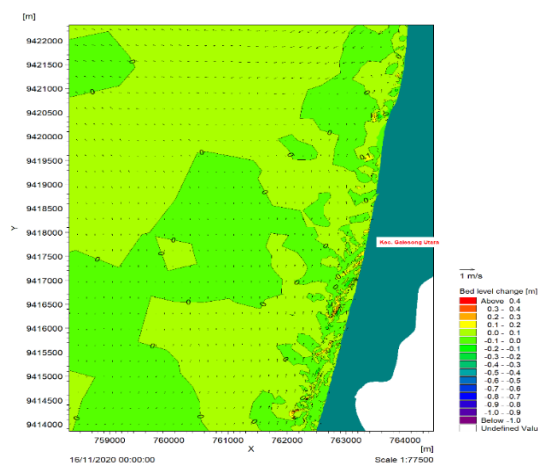 [m]
9422000
9421500
9421000
9420500
9420000
9419500
9419000
9418500
9418000
9417500
9417000
9416500
9416000
9415500
9415000
9414500
9414000
Y
759000 760000 761000 762000 763000 764000
X
[m]
16/11/2020 00:00:00
Scale 1:77500
Kec. Galesong Utara
1 m/s
Bed level change [m]
Above 0.4
0.3 - 0.4
0.2 - 0.3
0.1 - 0.2
0.0 - 0.1
-0.1 - 0.0
-0.2 - -0.1
-0.3 - -0.2
-0.4 - -0.3
-0.5 - -0.4
-0.6 - -0.5
-0.7 - -0.6
-0.8 - -0.7
-0.9 - -0.8
-1.0 - -0.9
Below -1.0
Undefined Valu